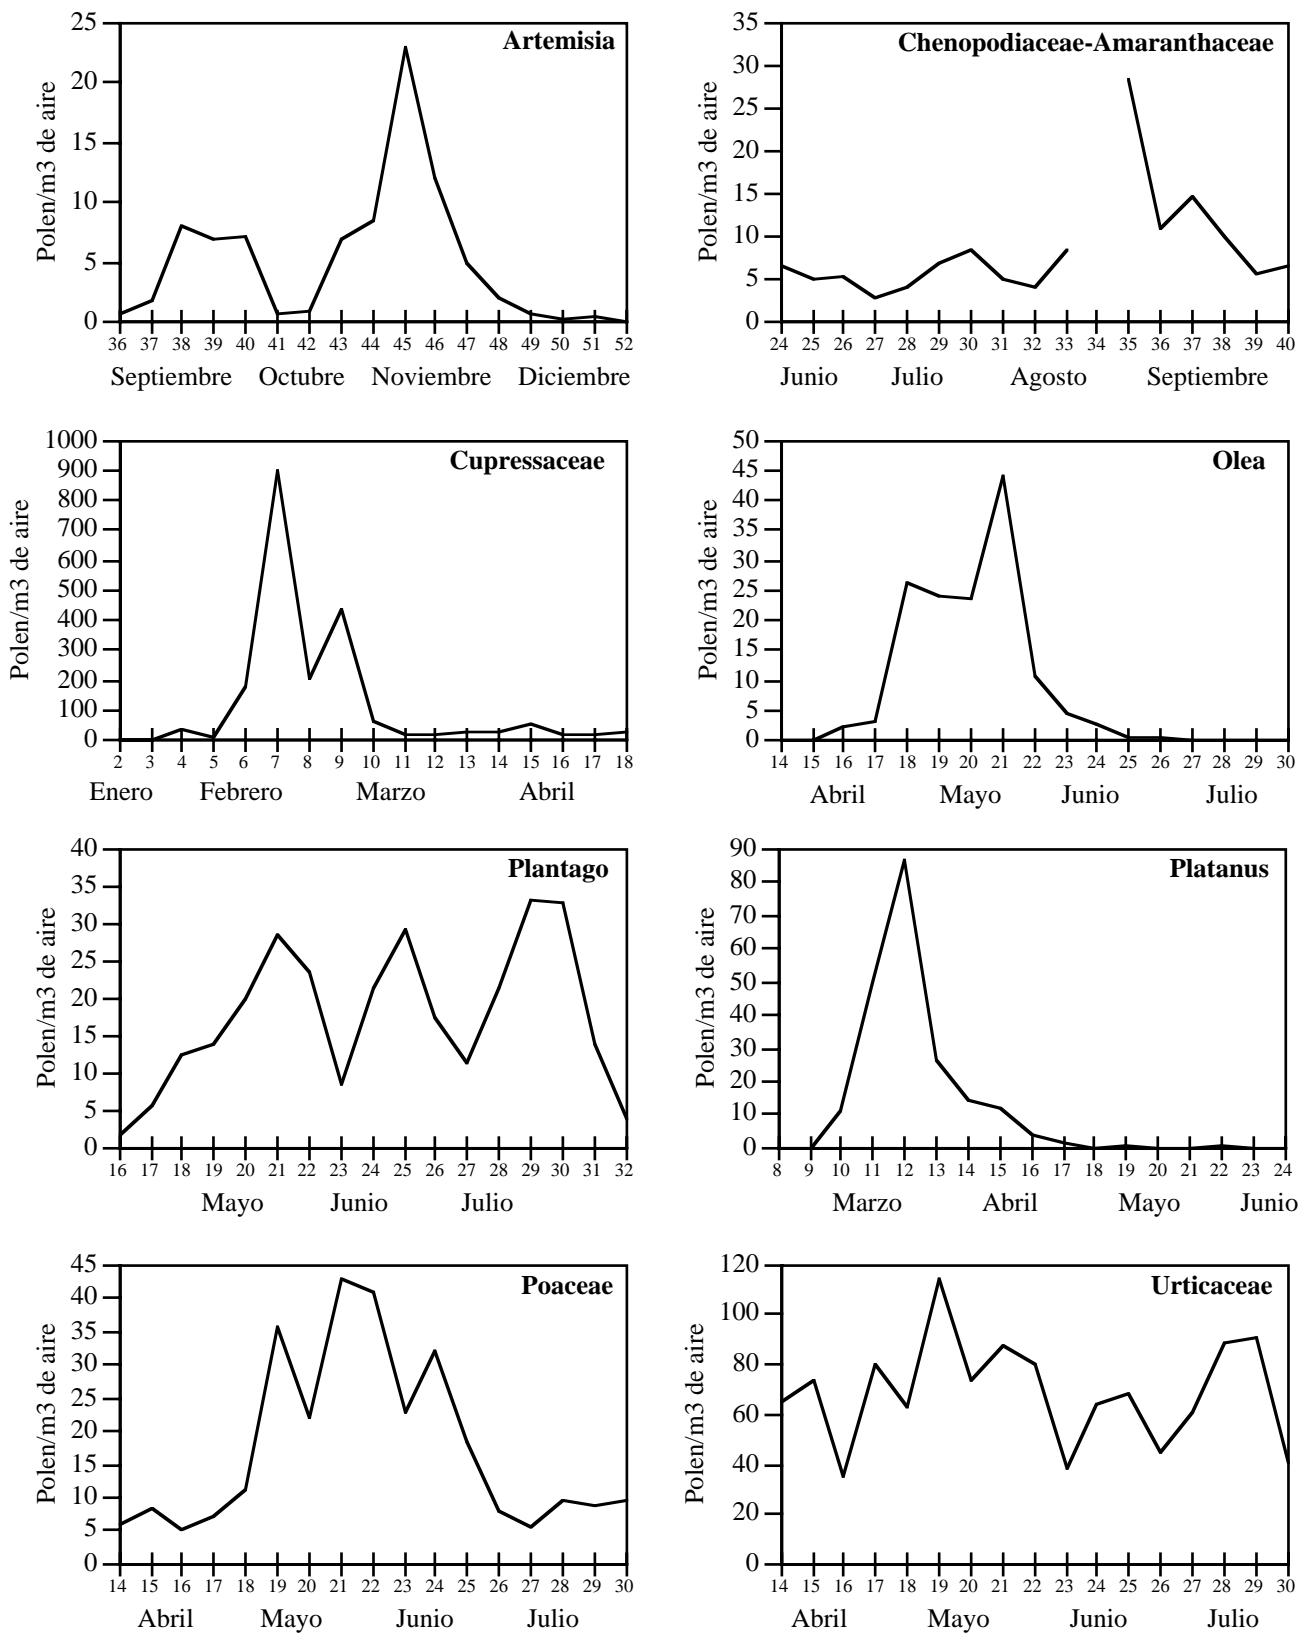 Artemisia
Polen/m3 de aire
25
20
15
10
5
0
36 37 38 39 40 41 42 43 44 45 46 47 48 49 50 51 52
Septiembre Octubre Noviembre Diciembre
Chenopodiaceae-Amaranthaceae
Polen/m3 de aire
35
30
25
20
15
10
5
0
24 25 26 27 28 29 30 31 32 33 34 35 36 37 38 39 40
Junio Julio Agosto Septiembre
Cupressaceae
Polen/m3 de aire
1000
900
800
700
600
500
400
300
200
100
0
2 3 4 5 6 7 8 9 10 11 12 13 14 15 16 17 18
Enero Febrero Marzo Abril
Olea
Polen/m3 de aire
50
45
40
35
30
25
20
15
10
5
0
14 15 16 17 18 19 20 21 22 23 24 25 26 27 28 29 30
Abril Mayo Junio Julio
Plantago
Polen/m3 de aire
40
35
30
25
20
15
10
5
0
16 17 18 19 20 21 22 23 24 25 26 27 28 29 30 31 32
Mayo Junio Julio
Platanus
Polen/m3 de aire
90
80
70
60
50
40
30
20
10
0
8 9 10 11 12 13 14 15 16 17 18 19 20 21 22 23 24
Marzo Abril Mayo Junio
Poaceae
Polen/m3 de aire
45
40
35
30
25
20
15
10
5
0
14 15 16 17 18 19 20 21 22 23 24 25 26 27 28 29 30
Abril Mayo Junio Julio
Urticaceae
Polen/m3 de aire
120
100
80
60
40
20
0
14 15 16 17 18 19 20 21 22 23 24 25 26 27 28 29 30
Abril Mayo Junio Julio